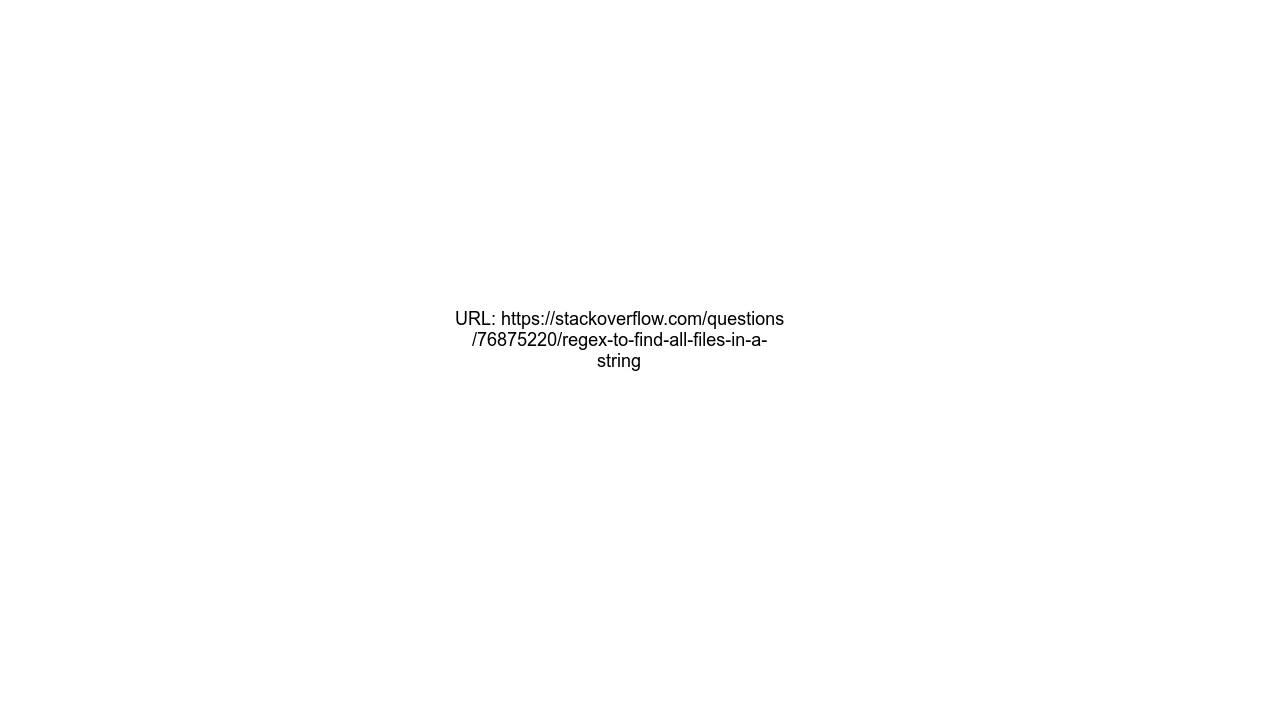 URL: https://stackoverflow.com/questions
/76875220/regex-to-find-all-files-in-a-
string